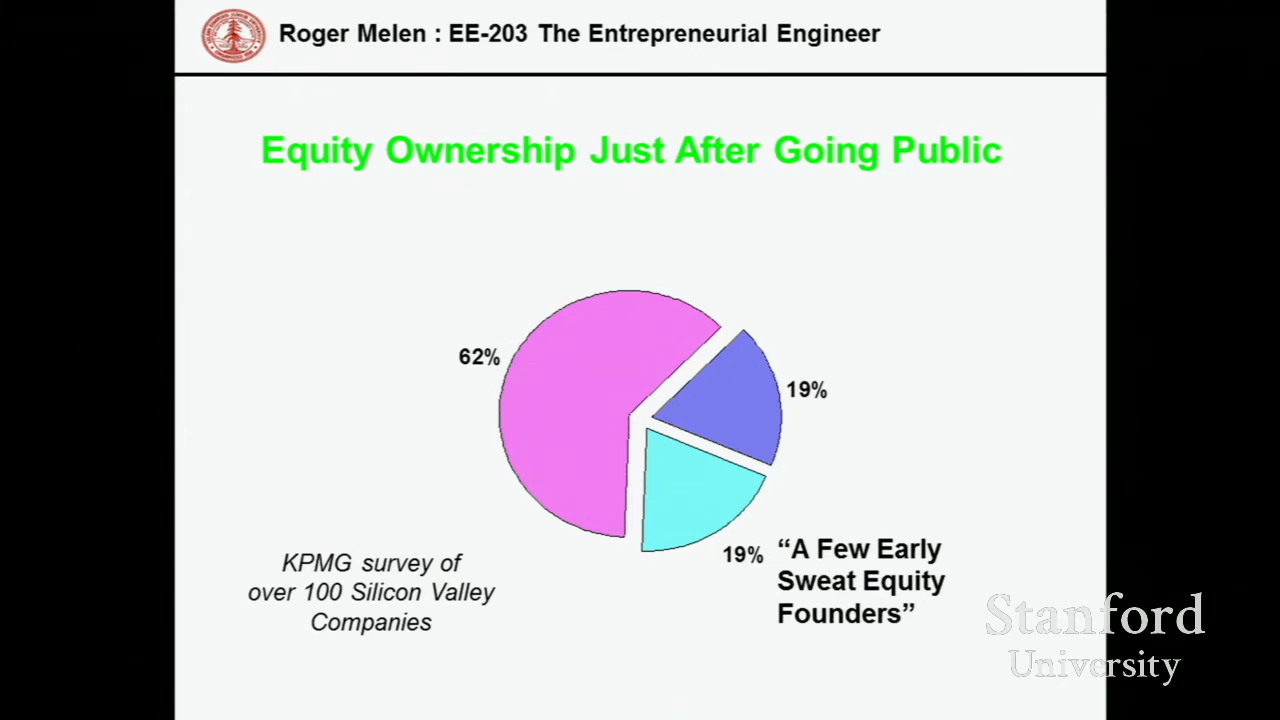 Roger Melen : EE-203 The Entrepreneurial Engineer
Equity Ownership Just After Going Public
62%
19%
19%
“A Few Early
Sweat Equity
Founders”
KPMG survey of
over 100 Silicon Valley
Companies
Stanford
University